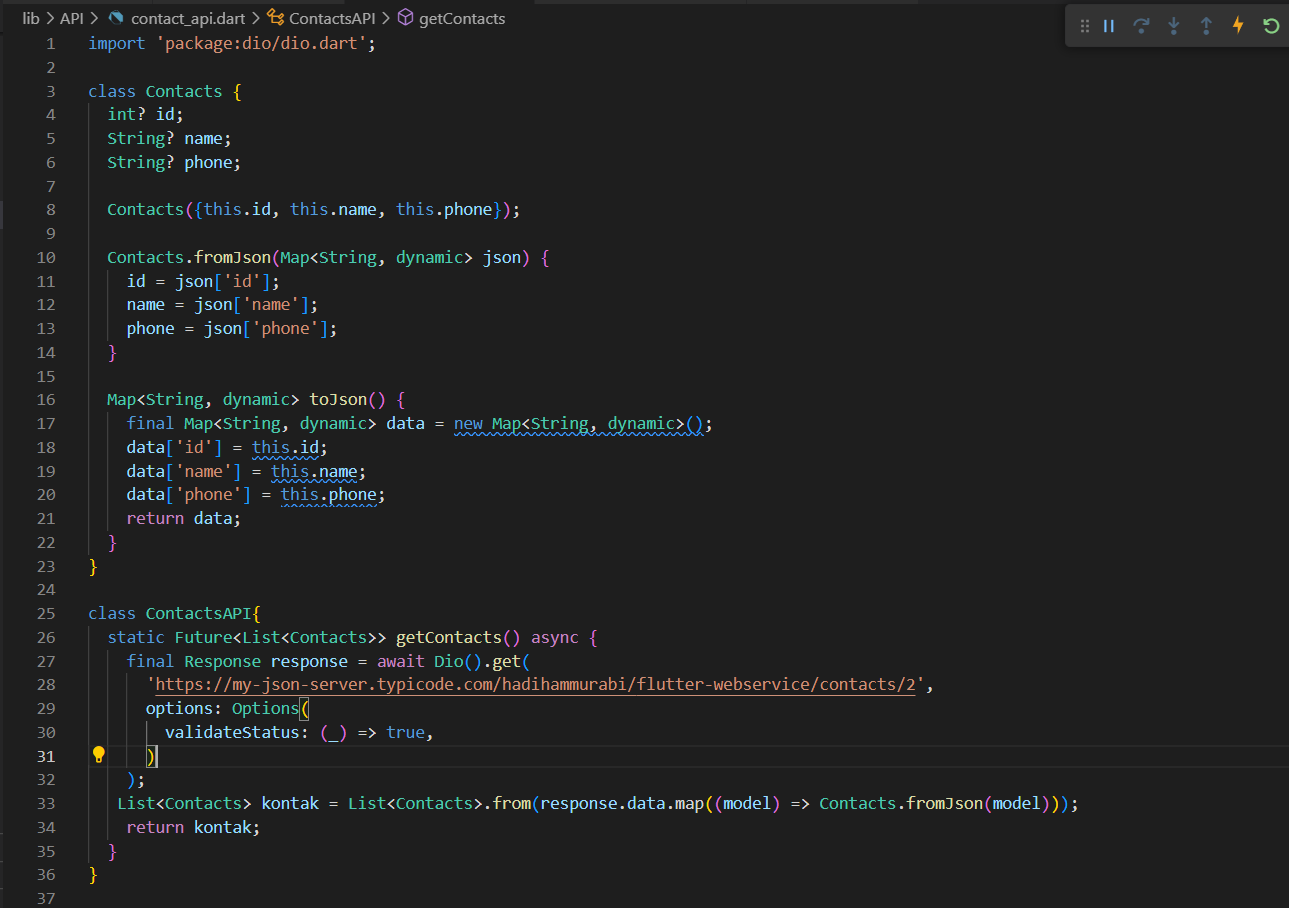 lib > API > contact_api.dart > ContactsAPI > getContacts
1 import 'package:dio/dio.dart';
2
3 class Contacts {
4 int? id;
5 String? name;
6 String? phone;
7
8 Contacts({this.id, this.name, this.phone});
9
10 Contacts.fromJson(Map<String, dynamic> json) {
11 id = json['id'];
12 name = json['name'];
13 phone = json['phone'];
14 }
15
16 Map<String, dynamic> toJson() {
17 final Map<String, dynamic> data = new Map<String, dynamic>();
18 data['id'] = this.id;
19 data['name'] = this.name;
20 data['phone'] = this.phone;
21 return data;
22 }
23 }
24
25 class ContactsAPI{
26 static Future<List<Contacts>> getContacts() async {
27 final Response response = await Dio().get(
28 'https://my-json-server.typicode.com/hadihammurabi/flutter-webservice/contacts/2',
29 options: Options(
30 validateStatus: (_) => true,
31 )
32 );
33 List<Contacts> kontak = List<Contacts>.from(response.data.map((model) => Contacts.fromJson(model)));
34 return kontak;
35 }
36 }
37